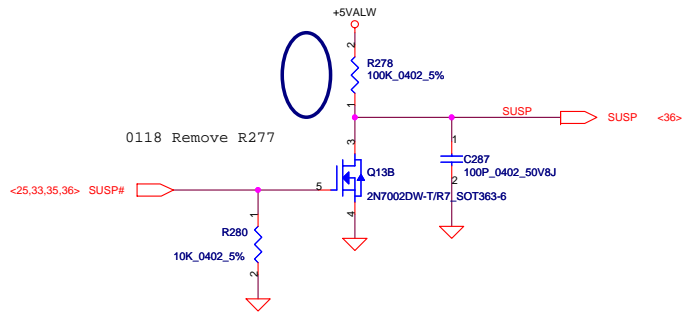 +5VALW
2
R278
100K_0402_5%
1
SUSP
SUSP <36>
0118 Remove R277
3
1
C287
100P_0402_50V8J
2
Q13B
2N7002DW-T/R7_SOT363-6
<25,33,35,36> SUSP#
5
4
1
R280
10K_0402_5%
2